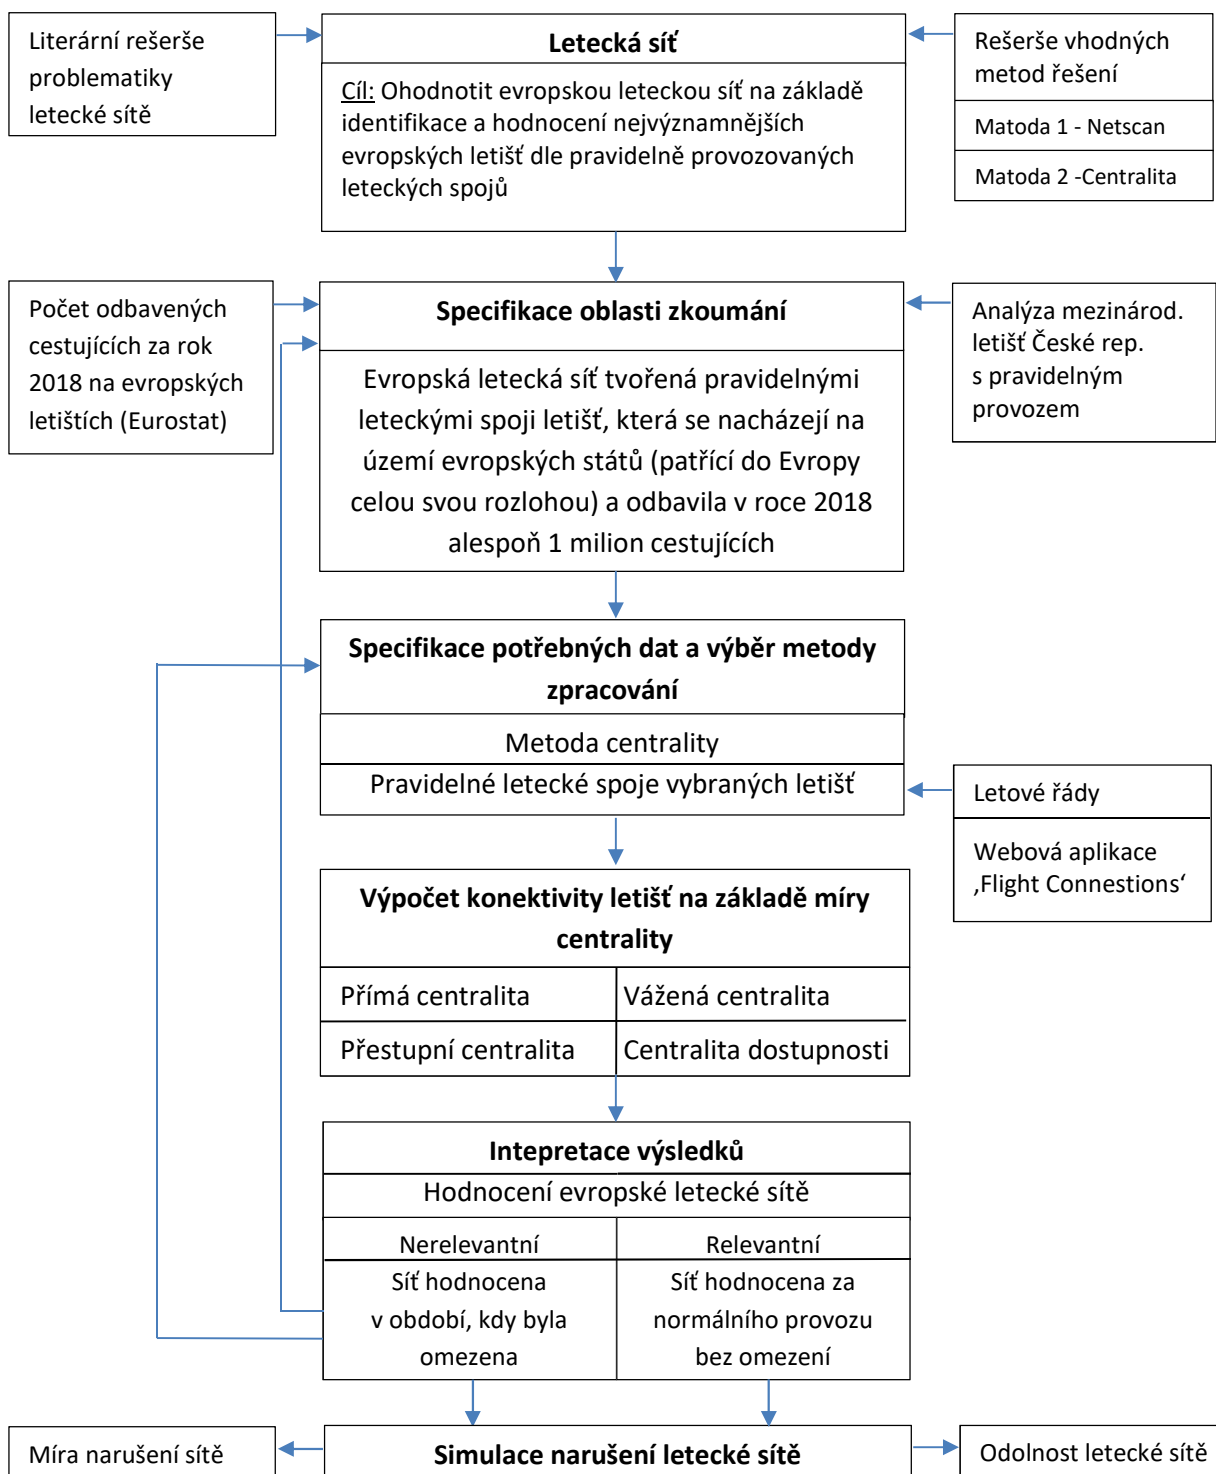 Literární rešerše
problematiky
letecké sítě
Letecká síť
Cíl: Ohodnotit evropskou leteckou síť na základě
identifikace a hodnocení nejvýznamnějších
evropských letišť dle pravidelně provozovaných
leteckých spojů
Rešerše vhodných
metod řešení
Matoda 1 - Netscan
Matoda 2 -Centralita
Počet odbavených
cestujících za rok
2018 na evropských
letištích (Eurostat)
Specifikace oblasti zkoumání
Evropská letecká síť tvořená pravidelnými
leteckými spoji letišť, která se nacházejí na
území evropských států (patřící do Evropy
celou svou rozlohou) a odbavila v roce 2018
alespoň 1 milion cestujících
Analýza mezinárod.
letišť České rep.
s pravidelným
provozem
Specifikace potřebných dat a výběr metody
zpracování
Metoda centrality
Pravidelné letecké spoje vybraných letišť
Letové řády
Webová aplikace
‚Flight Connestions‘
Výpočet konektivity letišť na základě míry
centrality
Přímá centralita
Vážená centralita
Přestupní centralita
Centralita dostupnosti
Intepretace výsledků
Hodnocení evropské letecké sítě
Nerelevantní
Relevantní
Síť hodnocena
v období, kdy byla
omezena
Síť hodnocena za
normálního provozu
bez omezení
Míra narušení sítě
Simulace narušení letecké sítě
Odolnost letecké sítě